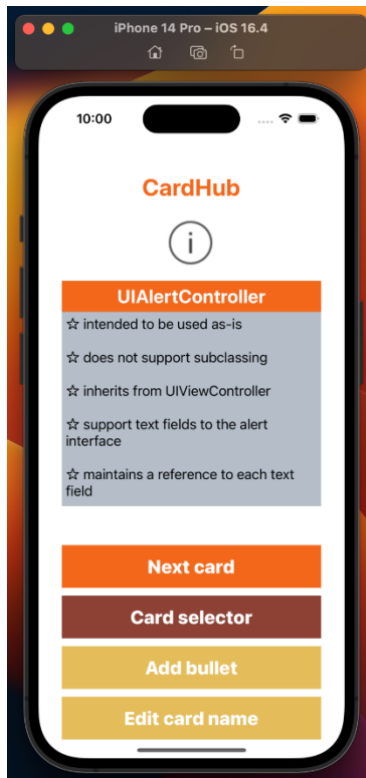 iPhone 14 Pro – iOS 16.4
10:00
CardHub
i
UIAlertController
☆ intended to be used as-is
☆ does not support subclassing
☆ inherits from UIViewController
☆ support text fields to the alert
interface
☆ maintains a reference to each text
field
Next card
Card selector
Add bullet
Edit card name